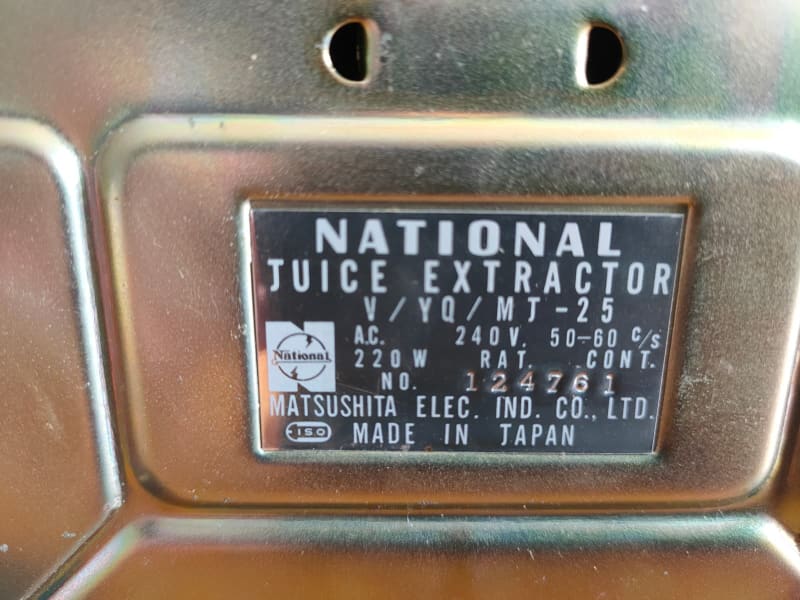 NATIONAL
JUICE EXTRACTOR
V/YQ/MJ-25
A.C. 240V. 50-60 c/s
National
220W RAT. CONT.
NO. 124761
MATSUSHITA ELEC. IND. CO., LTD.
ISO MADE IN JAPAN